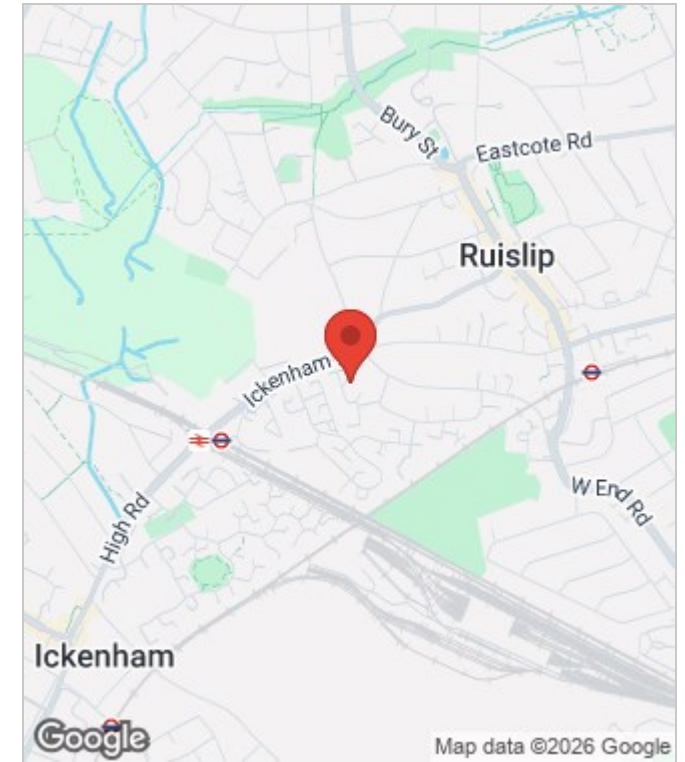 Bury St
Eastcote Rd
Ruislip
Ickenham
High Rd
W End Rd
Ickenham
Google
Map data ©2026 Google